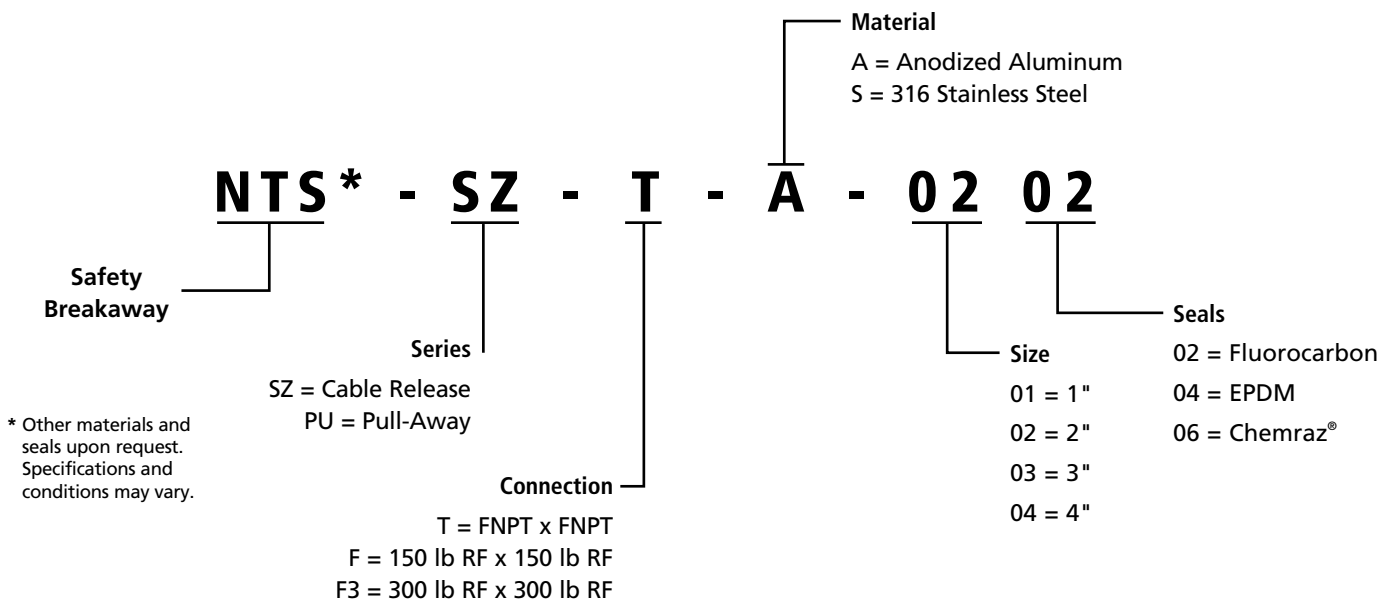 Material
A = Anodized Aluminum
S = 316 Stainless Steel
NTS* - SZ - T - A - 02 02
Safety
Breakaway
Series
SZ = Cable Release
PU = Pull-Away
* Other materials and
seals upon request.
Specifications and
conditions may vary.
Connection
T = FNPT x FNPT
F = 150 lb RF x 150 lb RF
F3 = 300 lb RF x 300 lb RF
Size
01 = 1"
02 = 2"
03 = 3"
04 = 4"
Seals
02 = Fluorocarbon
04 = EPDM
06 = Chemraz®